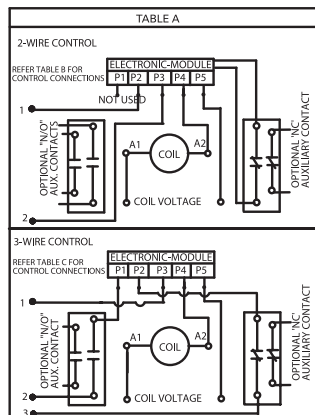 TABLE A
2-WIRE CONTROL
ELECTRONIC-MODULE
REFER TABLE B FOR
CONTROL CONNECTIONS
P1 P2 P3 P4 P5
NOT USED
1
OPTIONAL "N/O"
AUX. CONTACTS
A1
COIL
A2
OPTIONAL "NC"
AUXILIARY CONTACT
COIL VOLTAGE
2
3-WIRE CONTROL
ELECTRONIC-MODULE
REFER TABLE C FOR
CONTROL CONNECTIONS
P1 P2 P3 P4 P5
1
OPTIONAL "N/O"
AUX. CONTACT
A1
COIL
A2
OPTIONAL "NC'
AUXILIARY CONTACT
2
COIL VOLTAGE
3